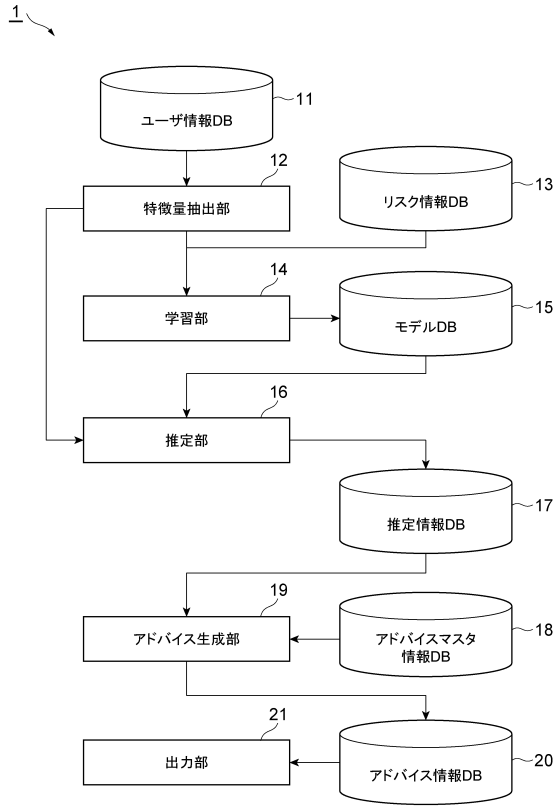 1
ユーザ情報DB
11
12
特徴量抽出部
13
リスク情報DB
14
学習部
15
モデルDB
16
推定部
17
推定情報DB
19
アドバイス生成部
18
アドバイスマスタ
情報DB
21
出力部
20
アドバイス情報DB